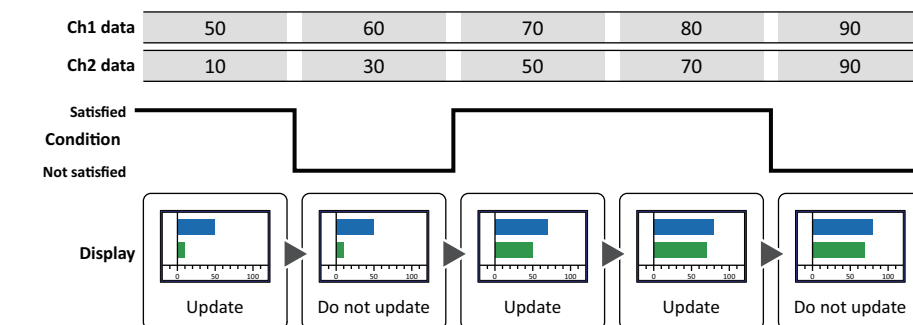 Ch1 data 50 60 70 80 90
Ch2 data 10 30 50 70 90
Satisfied
Condition
Not satisfied
Display
0 50 100 0 50 100 0 50 100 0 50 100 0 50 100
Update Do not update Update Update Do not update